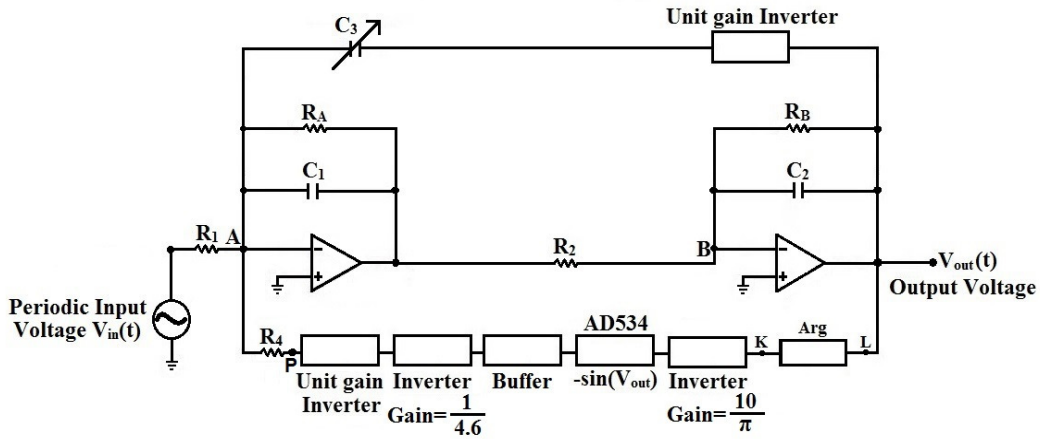 Unit gain Inverter
C3
RA
RB
C1
C2
R1
A
R2
B
Vout(t)
Output Voltage
Periodic Input
Voltage Vin(t)
R4
P
AD534
K
Arg
L
Unit gain
Inverter
Inverter
Gain=1/4.6
Buffer
-sin(Vout)
Inverter
Gain=10/π